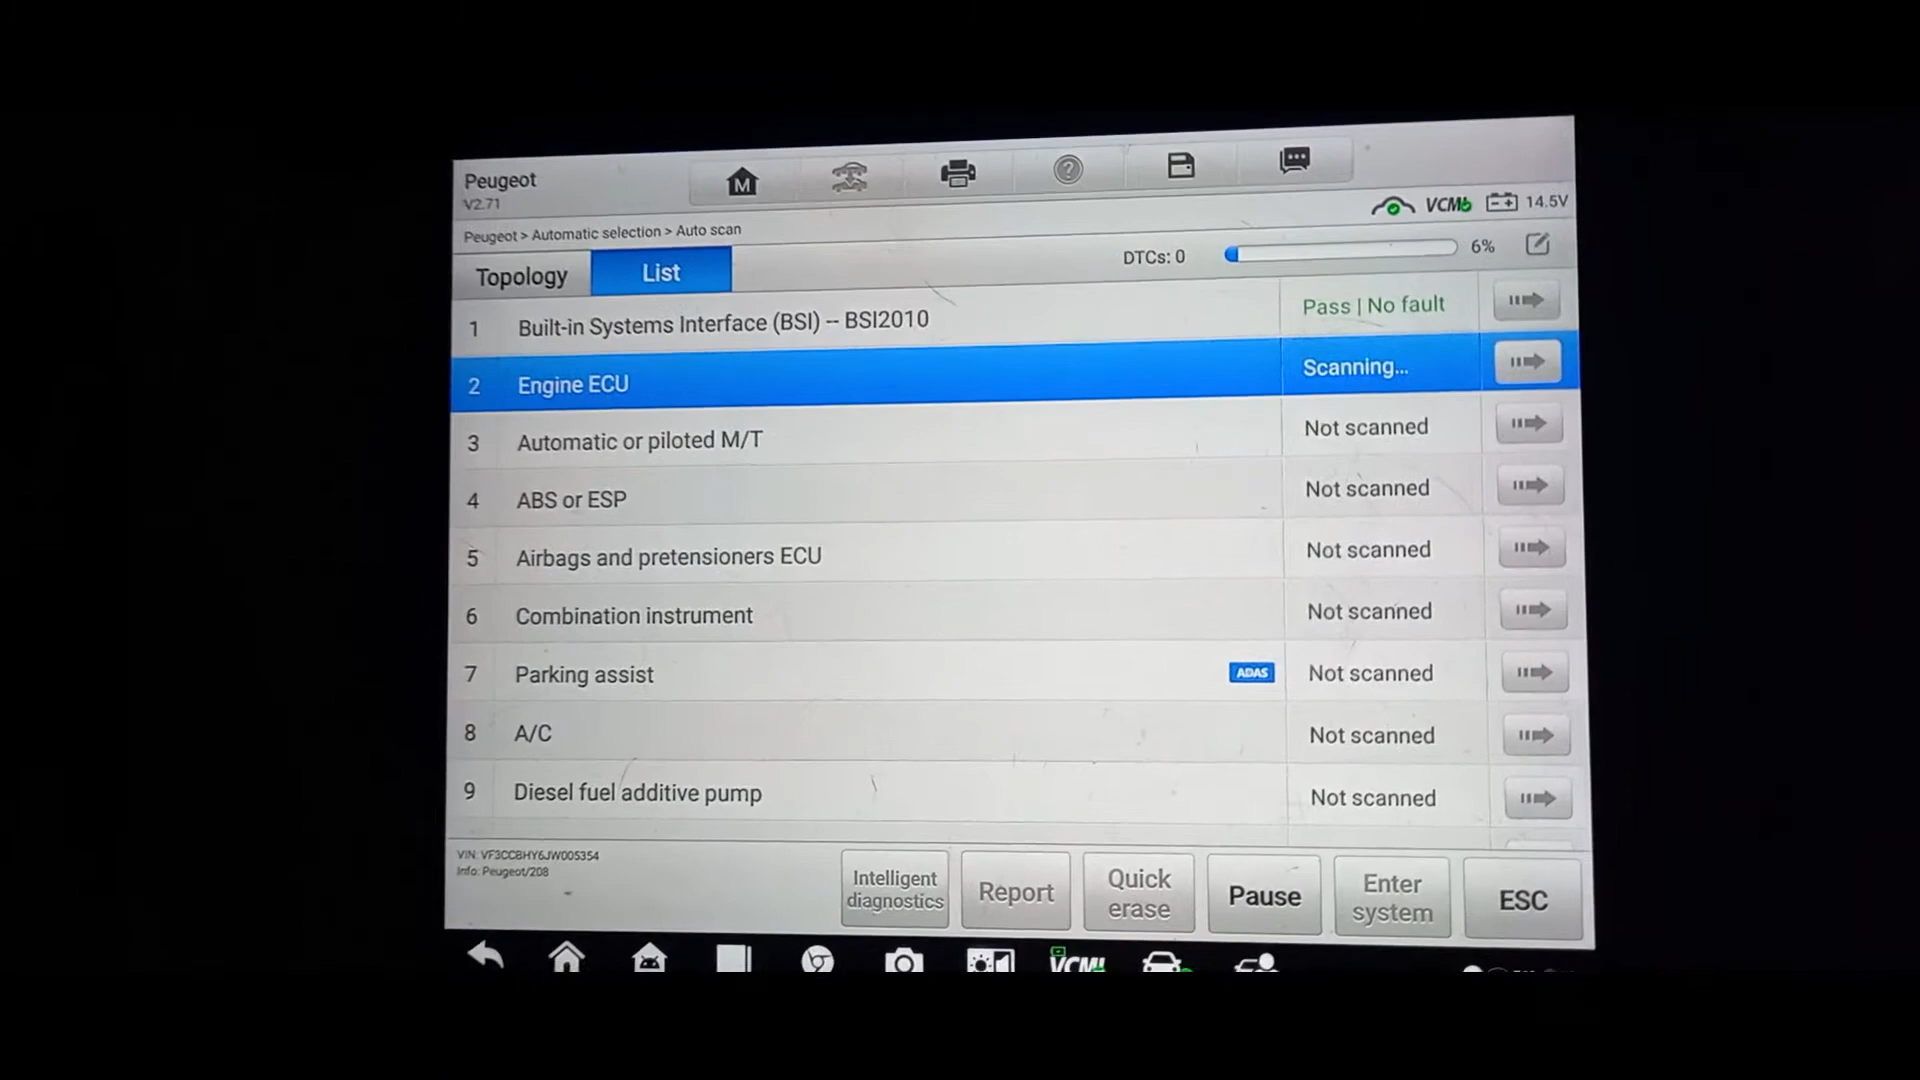 Peugeot
V2.71
M
?
VCMI
14.5V
Peugeot > Automatic selection > Auto scan
DTCs: 0
6%
Topology
List
1 Built-in Systems Interface (BSI) -- BSI2010 Pass | No fault
2 Engine ECU Scanning...
3 Automatic or piloted M/T Not scanned
4 ABS or ESP Not scanned
5 Airbags and pretensioners ECU Not scanned
6 Combination instrument Not scanned
7 Parking assist ADAS Not scanned
8 A/C Not scanned
9 Diesel fuel additive pump Not scanned
VIN: VF3CCBHY6JW005354
Info: Peugeot/208
Intelligent
diagnostics
Report
Quick
erase
Pause
Enter
system
ESC
VCMI